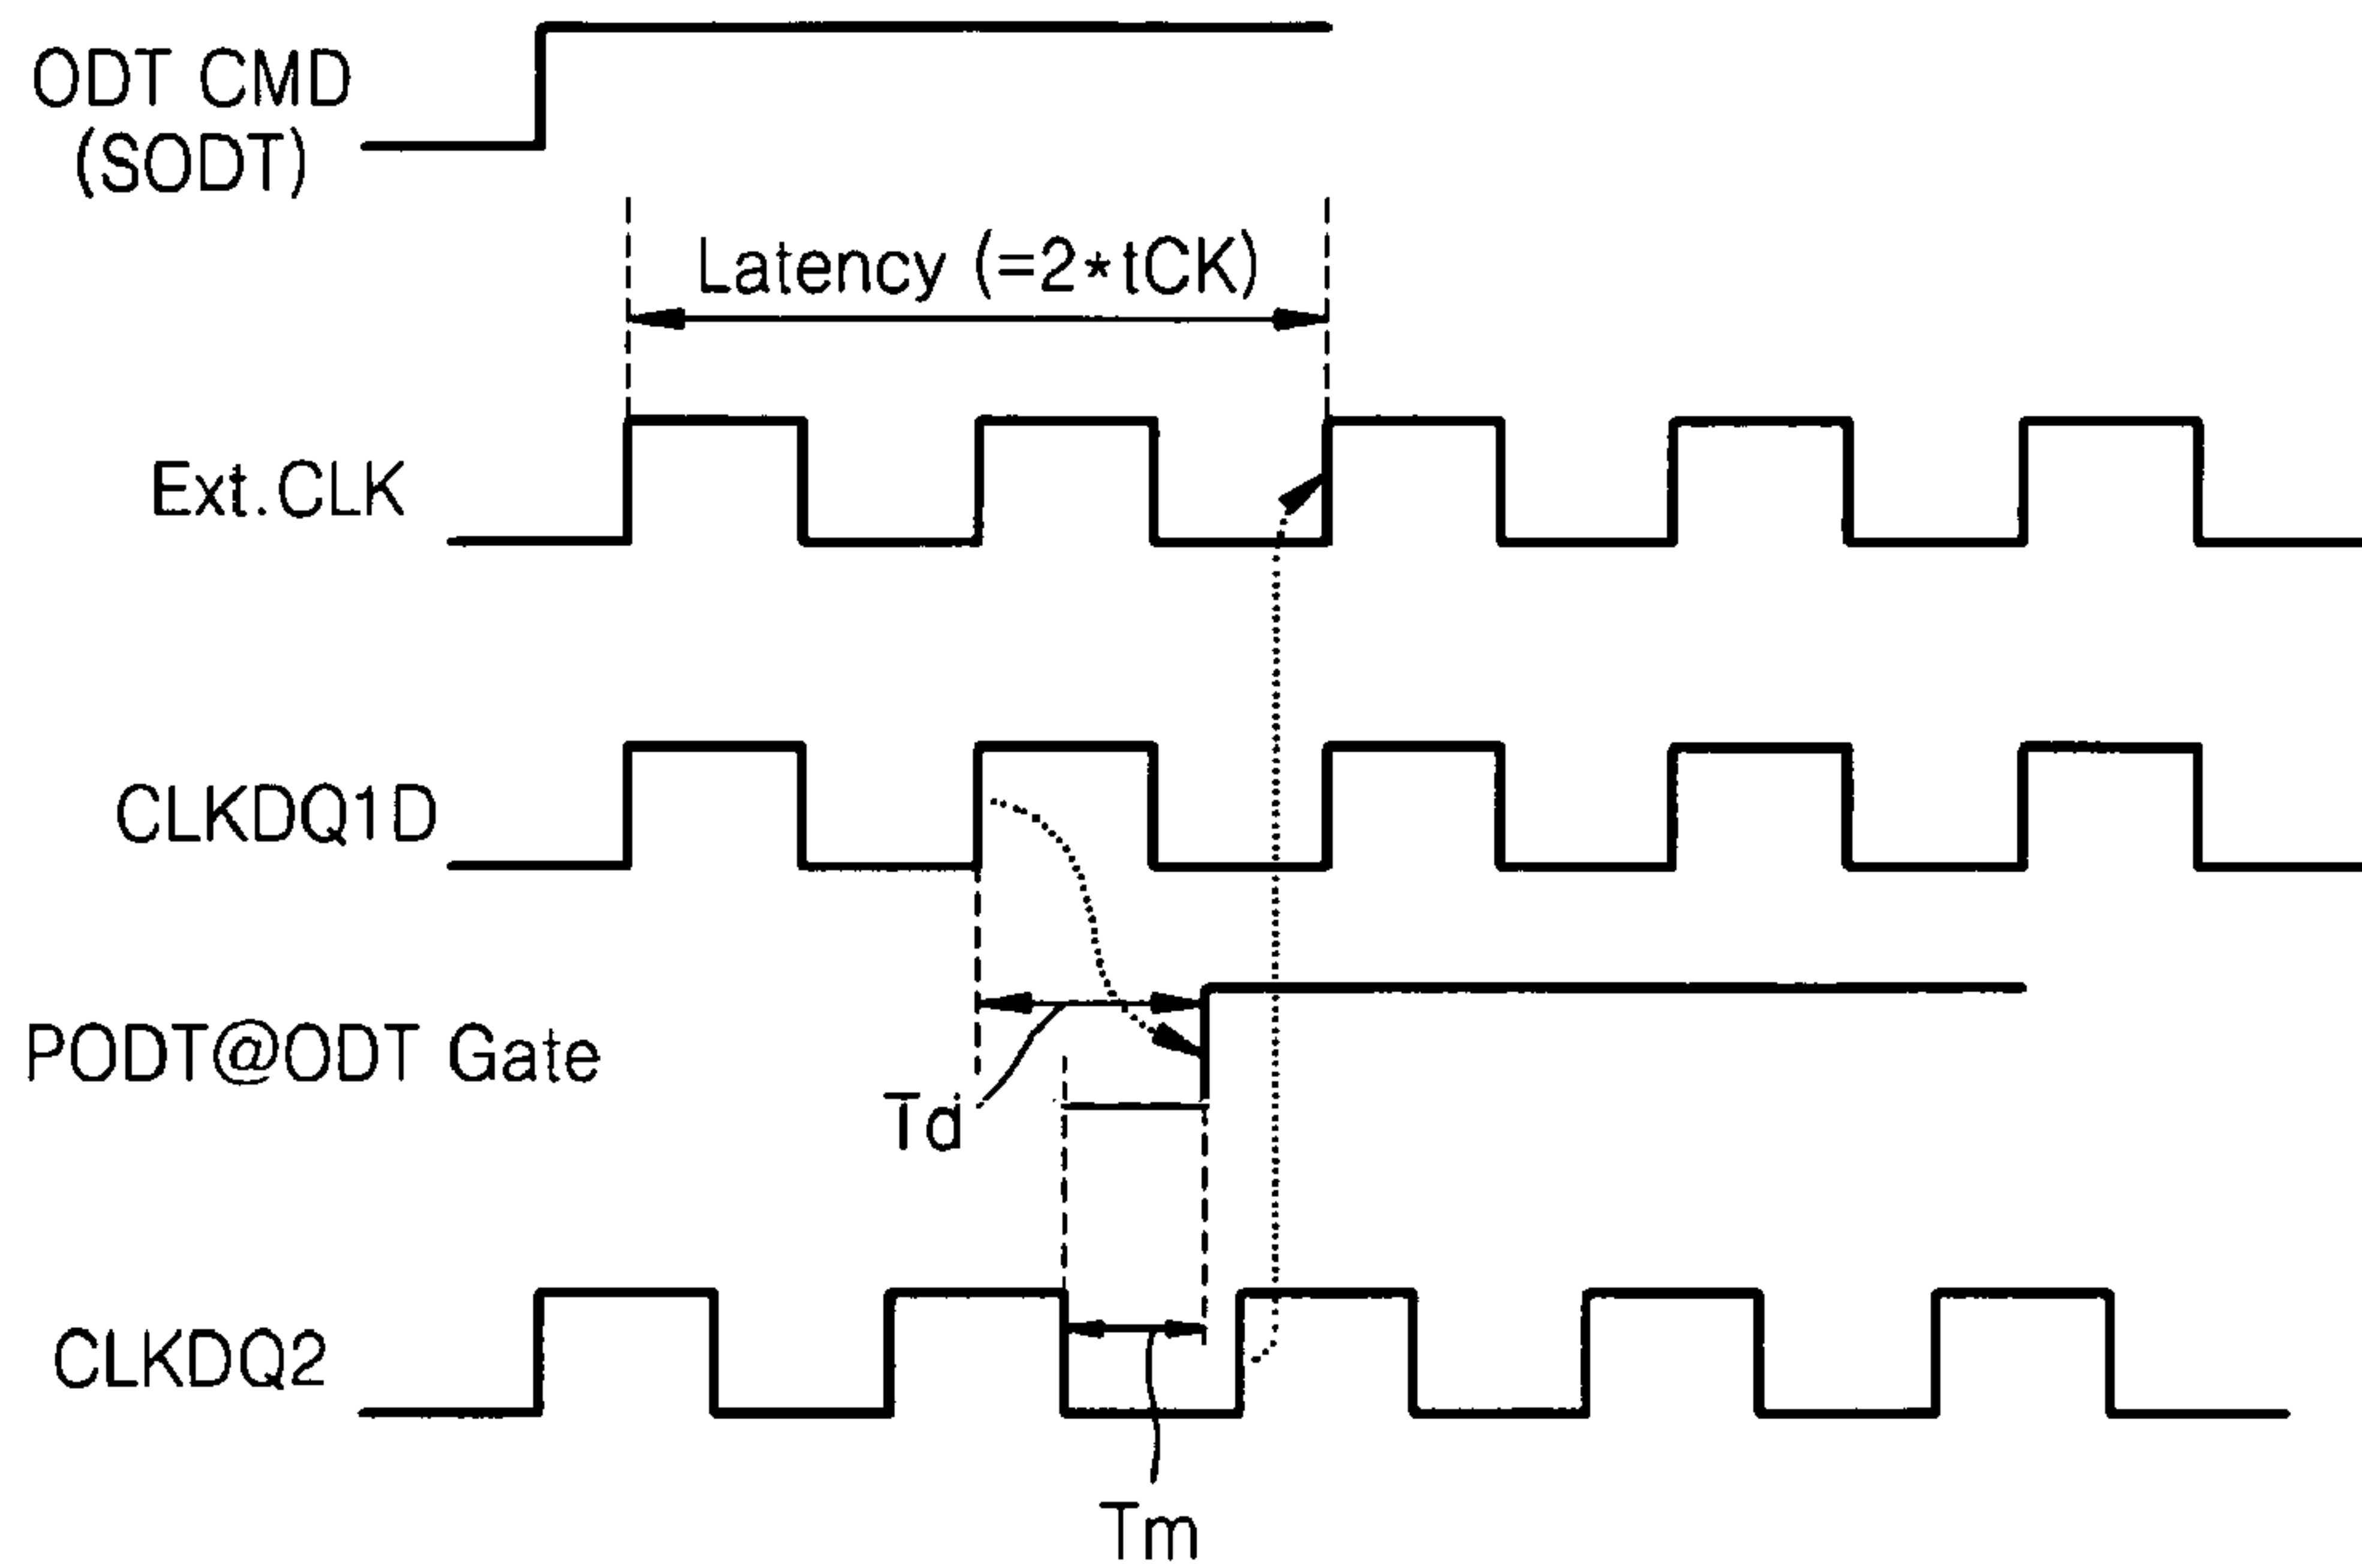 ODT CMD
(SODT)
Latency (=2*tCK)
Ext.CLK
CLKDQ1D
PODT@ODT Gate
Td
CLKDQ2
Tm